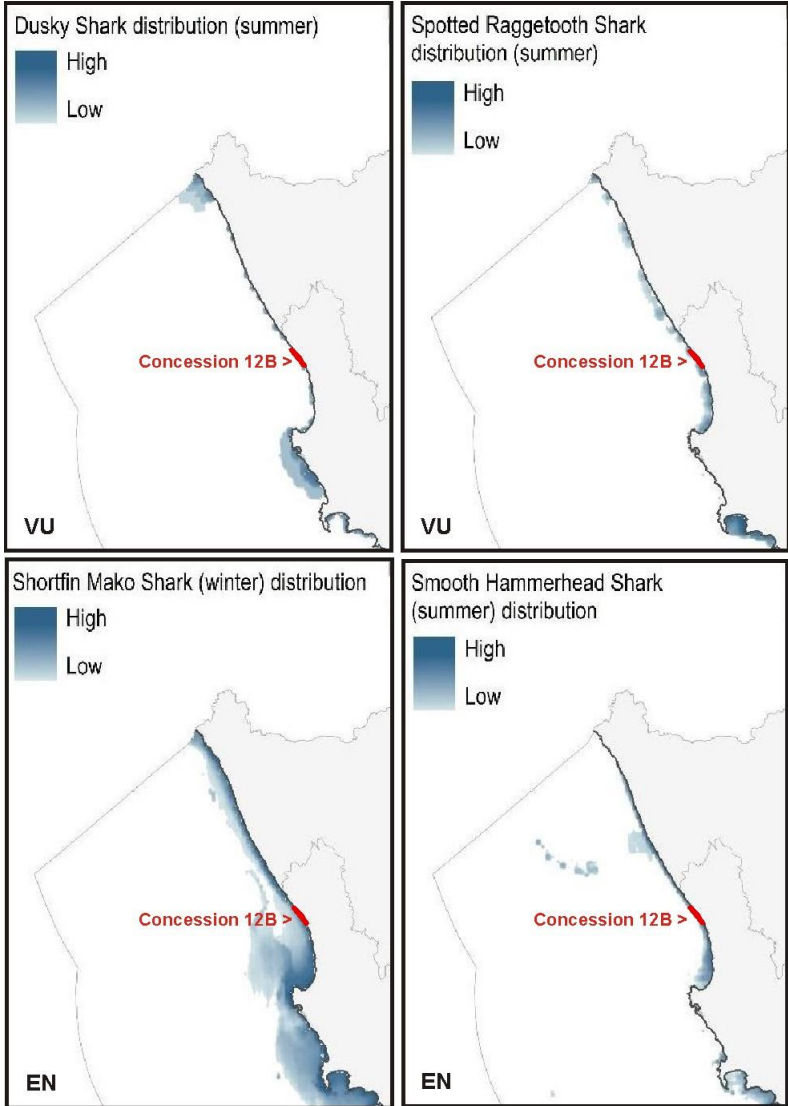 Dusky Shark distribution (summer)
High
Low
Concession 12B >
VU
Spotted Raggetooth Shark
distribution (summer)
High
Low
Concession 12B >
VU
Shortfin Mako Shark (winter) distribution
High
Low
Concession 12B >
EN
Smooth Hammerhead Shark
(summer) distribution
High
Low
Concession 12B >
EN